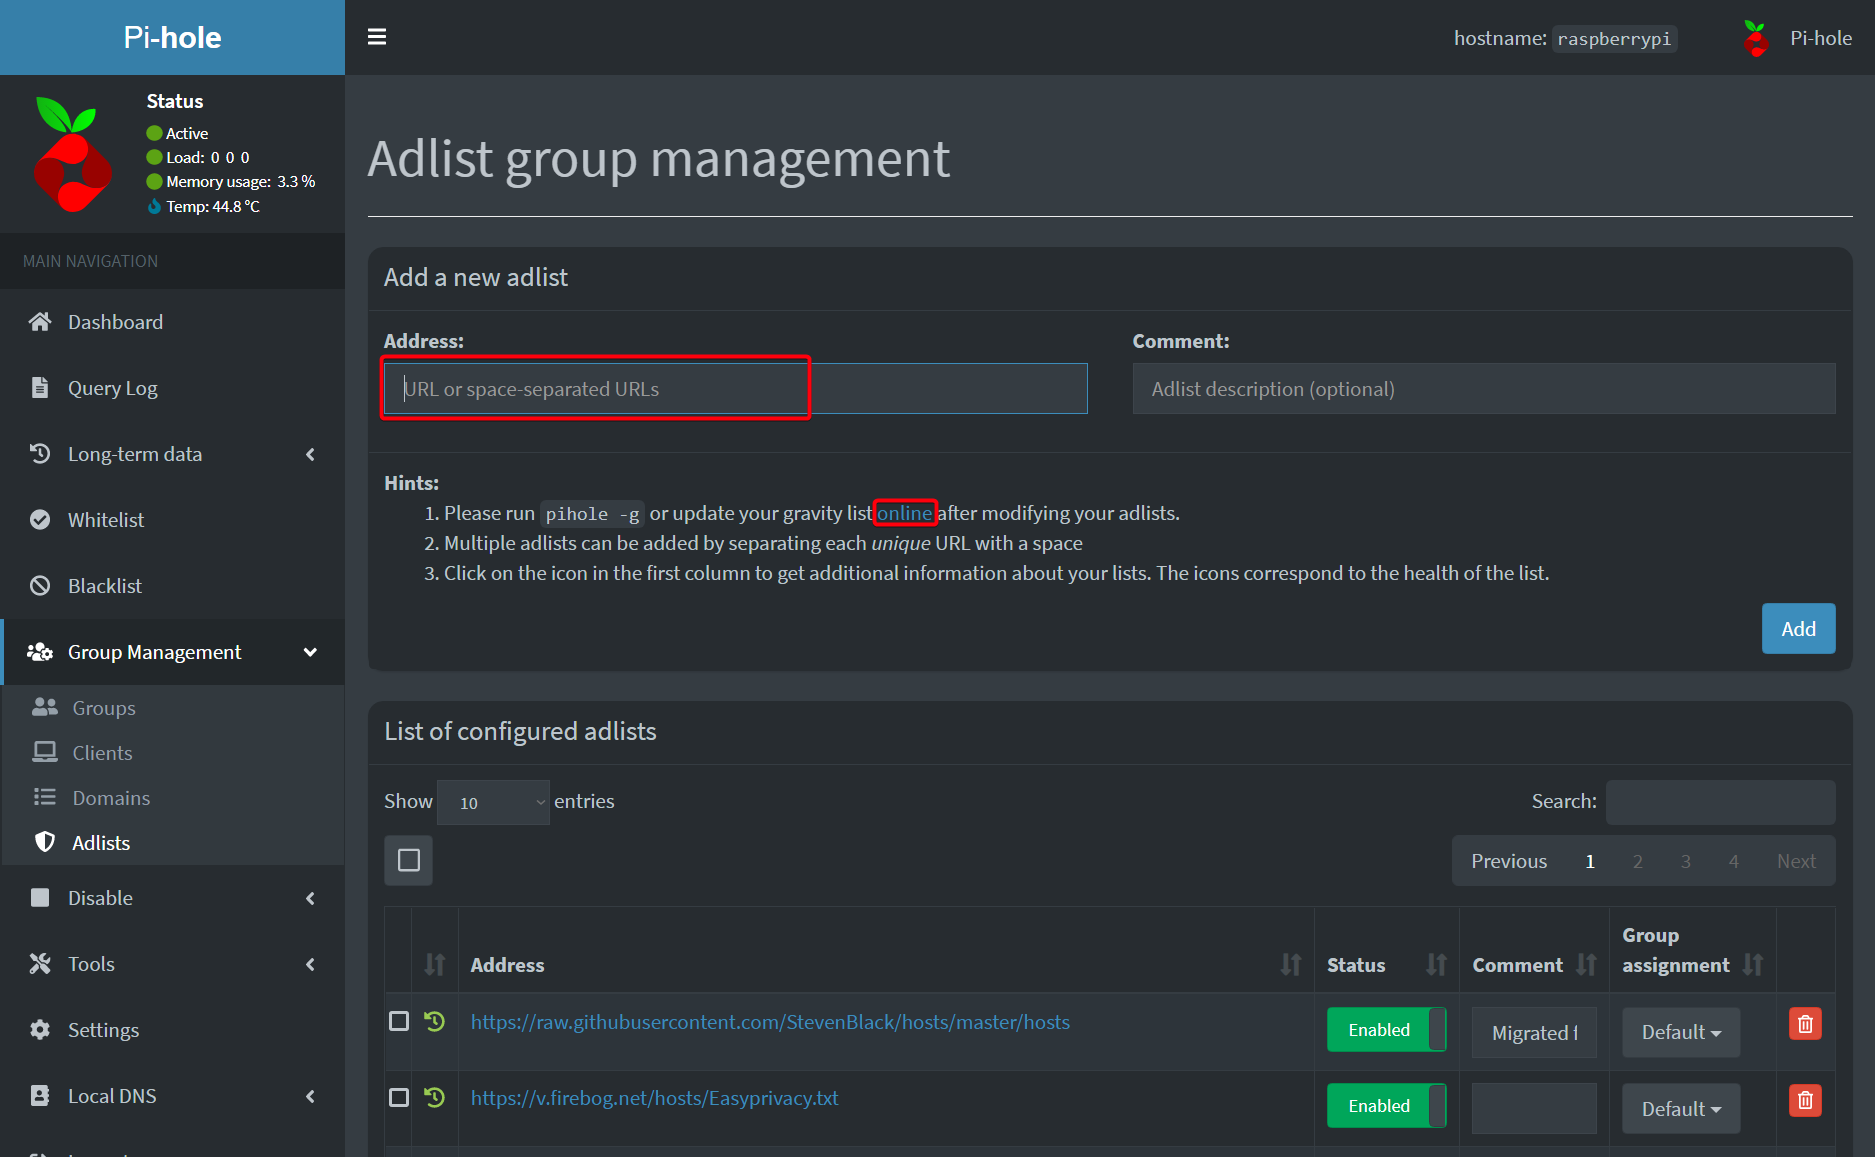 Pi-hole
hostname: raspberrypi
Pi-hole
Status
Active
Load: 0 0 0
Memory usage: 3.3 %
Temp: 44.8 °C
MAIN NAVIGATION
Dashboard
Query Log
Long-term data
Whitelist
Blacklist
Group Management
Groups
Clients
Domains
Adlists
Disable
Tools
Settings
Local DNS
Adlist group management
Add a new adlist
Address:
Comment:
URL or space-separated URLs
Adlist description (optional)
Hints:
1. Please run pihole -g or update your gravity list online after modifying your adlists.
2. Multiple adlists can be added by separating each unique URL with a space
3. Click on the icon in the first column to get additional information about your lists. The icons correspond to the health of the list.
Add
List of configured adlists
Show 10 entries
Search:
Previous 1 2 3 4 Next
Address
Status
Comment
Group
assignment
https://raw.githubusercontent.com/StevenBlack/hosts/master/hosts
Enabled
Migrated f
Default
https://v.firebog.net/hosts/Easyprivacy.txt
Enabled
Default